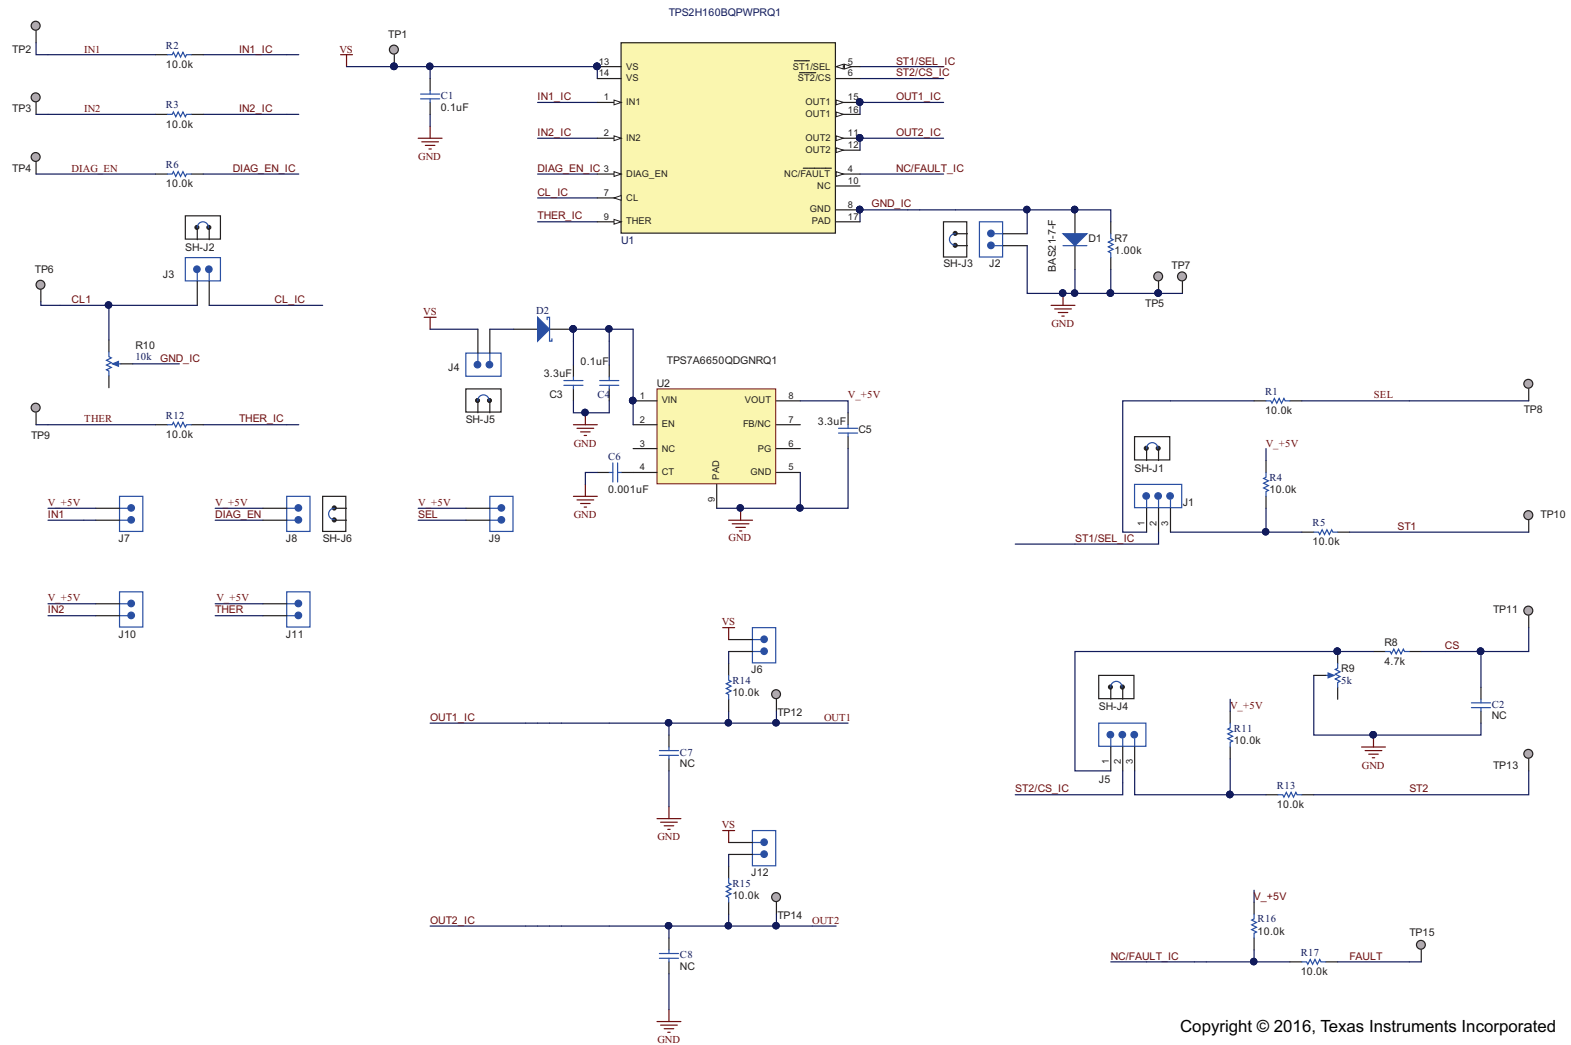 TPS2H160BQPWPRQ1
TP2
IN1
R2
10.0k
IN1_IC
TP3
IN2
R3
10.0k
IN2_IC
TP4
DIAG_EN
R6
10.0k
DIAG_EN_IC
VS
TP1
C1
0.1uF
GND
IN1_IC
IN2_IC
DIAG_EN_IC
CL_IC
THER_IC
13
14
1
2
3
7
9
VS
VS
IN1
IN2
DIAG_EN
CL
THER
U1
ST1/SEL
ST2/CS
OUT1
OUT1
OUT2
OUT2
NC/FAULT
NC
GND
PAD
5
6
15
16
11
12
4
10
8
17
ST1/SEL_IC
ST2/CS_IC
OUT1_IC
OUT2_IC
NC/FAULT_IC
GND_IC
SH-J3
J2
BAS21-7-F
D1
R7
1.00k
TP7
TP5
GND
SH-J2
J3
TP6
CL1
CL_IC
R10
10k
GND_IC
TP9
THER
R12
10.0k
THER_IC
VS
J4
SH-J5
D2
3.3uF
C3
0.1uF
C4
GND
TPS7A6650QDGNRQ1
U2
1
2
3
4
VIN
EN
NC
CT
PAD
9
VOUT
FB/NC
PG
GND
8
7
6
5
V_+5V
3.3uF
C5
C6
0.001uF
GND
GND
V_+5V
IN1
J7
V_+5V
DIAG_EN
J8
SH-J6
V_+5V
SEL
J9
V_+5V
IN2
J10
V_+5V
THER
J11
R1
10.0k
SEL
TP8
SH-J1
J1
1
2
3
ST1/SEL_IC
V_+5V
R4
10.0k
R5
10.0k
ST1
TP10
VS
J6
R14
10.0k
TP12
OUT1_IC
OUT1
C7
NC
GND
VS
J12
R15
10.0k
TP14
OUT2_IC
OUT2
C8
NC
GND
TP11
R8
4.7k
CS
R9
5k
C2
NC
GND
SH-J4
J5
1
2
3
ST2/CS_IC
V_+5V
R11
10.0k
R13
10.0k
ST2
TP13
V_+5V
R16
10.0k
NC/FAULT_IC
R17
10.0k
FAULT
TP15
Copyright © 2016, Texas Instruments Incorporated